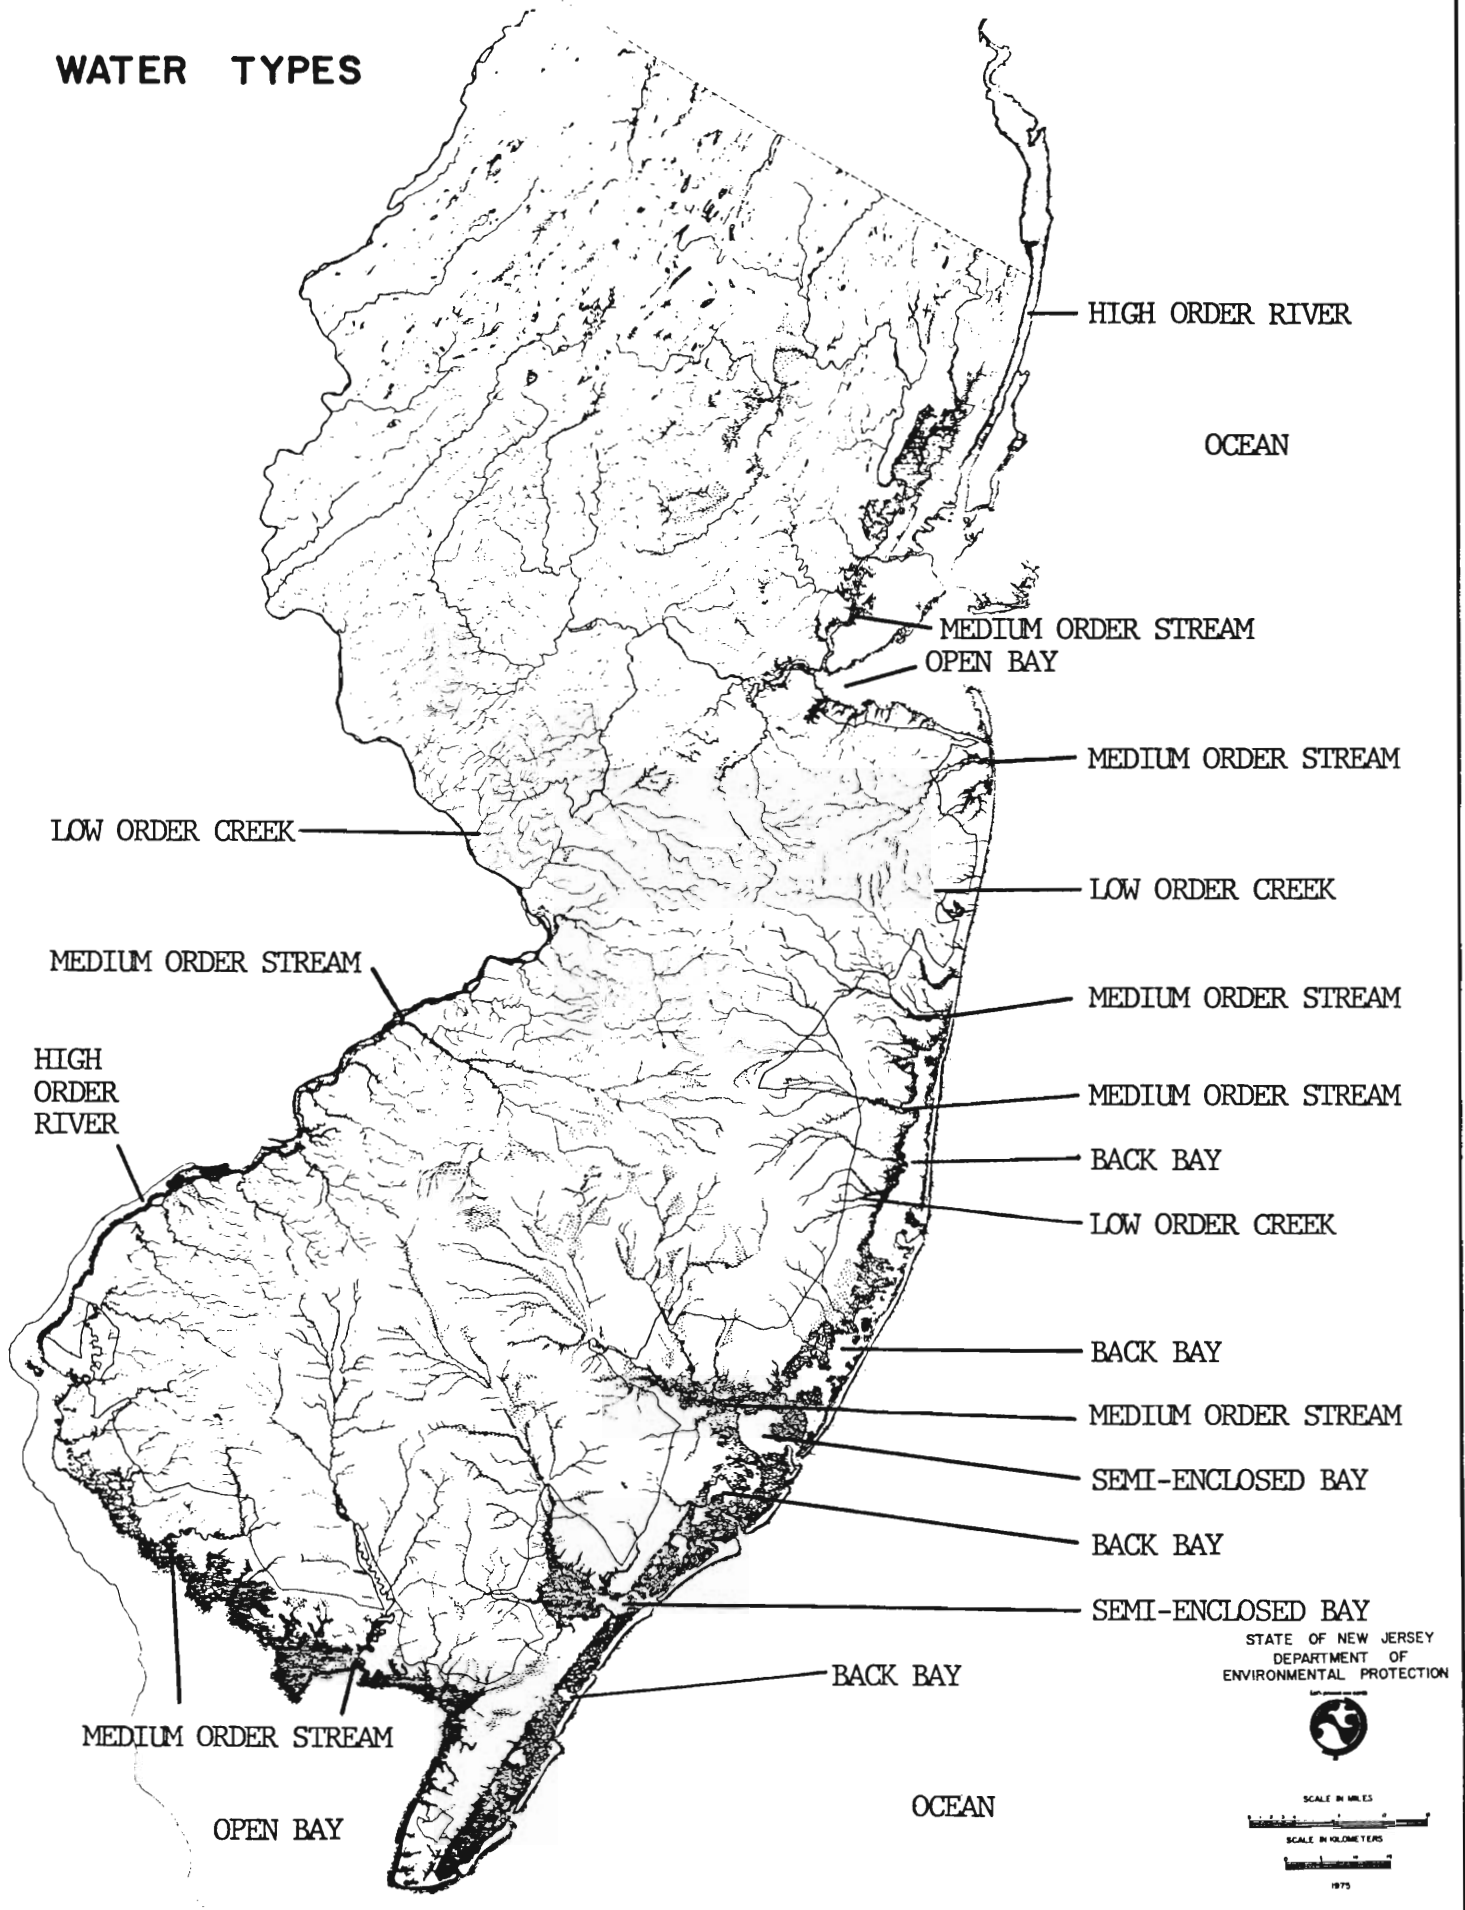 WATER TYPES
HIGH ORDER RIVER
OCEAN
MEDIUM ORDER STREAM
OPEN BAY
MEDIUM ORDER STREAM
LOW ORDER CREEK
LOW ORDER CREEK
MEDIUM ORDER STREAM
MEDIUM ORDER STREAM
HIGH
ORDER
RIVER
MEDIUM ORDER STREAM
BACK BAY
LOW ORDER CREEK
BACK BAY
MEDIUM ORDER STREAM
SEMI-ENCLOSED BAY
BACK BAY
SEMI-ENCLOSED BAY
STATE OF NEW JERSEY
DEPARTMENT OF
ENVIRONMENTAL PROTECTION
BACK BAY
MEDIUM ORDER STREAM
OCEAN
OPEN BAY
SCALE IN MILES
SCALE IN KILOMETERS
1975